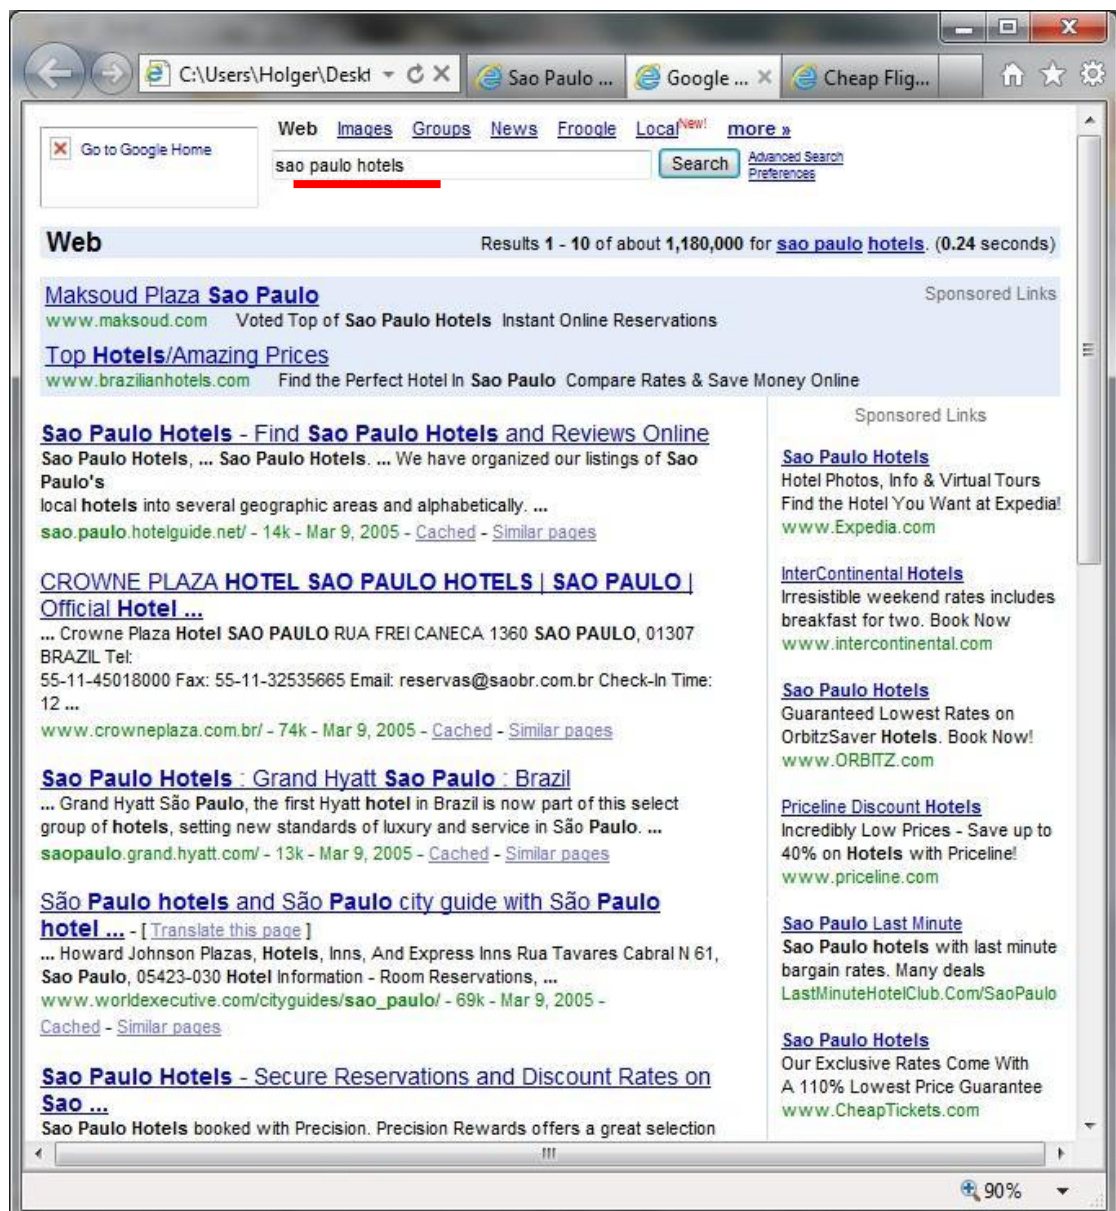 C:\Users\Holger\Deskt
Sao Paulo ...
Google ...
Cheap Flig...
Go to Google Home
Web Images Groups News Froogle Local New! more »
sao paulo hotels
Search
Advanced Search
Preferences
Web
Results 1 - 10 of about 1,180,000 for sao paulo hotels. (0.24 seconds)
Maksoud Plaza Sao Paulo
Sponsored Links
www.maksoud.com Voted Top of Sao Paulo Hotels Instant Online Reservations
Top Hotels/Amazing Prices
www.brazilianhotels.com Find the Perfect Hotel In Sao Paulo Compare Rates & Save Money Online
Sao Paulo Hotels - Find Sao Paulo Hotels and Reviews Online
Sao Paulo Hotels, ... Sao Paulo Hotels. ... We have organized our listings of Sao
Paulo's
local hotels into several geographic areas and alphabetically. ...
sao.paulo.hotelguide.net/ - 14k - Mar 9, 2005 - Cached - Similar pages
CROWNE PLAZA HOTEL SAO PAULO HOTELS | SAO PAULO |
Official Hotel ...
... Crowne Plaza Hotel SAO PAULO RUA FREI CANECA 1360 SAO PAULO, 01307
BRAZIL Tel:
55-11-45018000 Fax: 55-11-32535665 Email: reservas@saobr.com.br Check-In Time:
12 ...
www.crowneplaza.com.br/ - 74k - Mar 9, 2005 - Cached - Similar pages
Sao Paulo Hotels : Grand Hyatt Sao Paulo : Brazil
... Grand Hyatt São Paulo, the first Hyatt hotel in Brazil is now part of this select
group of hotels, setting new standards of luxury and service in São Paulo. ...
saopaulo.grand.hyatt.com/ - 13k - Mar 9, 2005 - Cached - Similar pages
São Paulo hotels and São Paulo city guide with São Paulo
hotel ... - [ Translate this page ]
... Howard Johnson Plazas, Hotels, Inns, And Express Inns Rua Tavares Cabral N 61,
Sao Paulo, 05423-030 Hotel Information - Room Reservations, ...
www.worldexecutive.com/cityguides/sao_paulo/ - 69k - Mar 9, 2005 -
Cached - Similar pages
Sao Paulo Hotels - Secure Reservations and Discount Rates on
Sao ...
Sao Paulo Hotels booked with Precision. Precision Rewards offers a great selection
Sponsored Links
Sao Paulo Hotels
Hotel Photos, Info & Virtual Tours
Find the Hotel You Want at Expedia!
www.Expedia.com
InterContinental Hotels
Irresistible weekend rates includes
breakfast for two. Book Now
www.intercontinental.com
Sao Paulo Hotels
Guaranteed Lowest Rates on
OrbitzSaver Hotels. Book Now!
www.ORBITZ.com
Priceline Discount Hotels
Incredibly Low Prices - Save up to
40% on Hotels with Priceline!
www.priceline.com
Sao Paulo Last Minute
Sao Paulo hotels with last minute
bargain rates. Many deals
LastMinuteHotelClub.Com/SaoPaulo
Sao Paulo Hotels
Our Exclusive Rates Come With
A 110% Lowest Price Guarantee
www.CheapTickets.com
90%